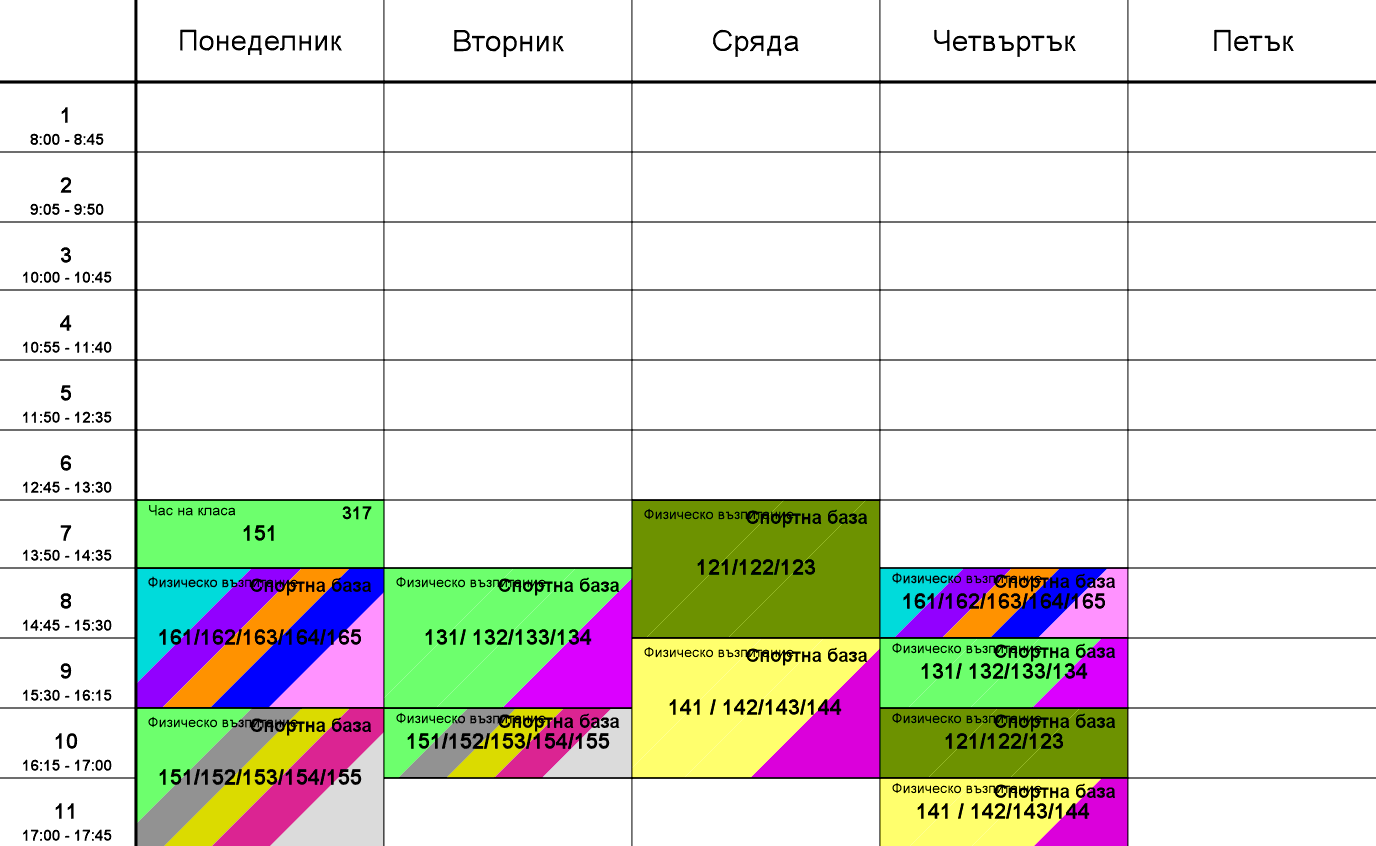 Понеделник
Вторник
Сряда
Четвъртък
Петък
1
8:00 - 8:45
2
9:05 - 9:50
3
10:00 - 10:45
4
10:55 - 11:40
5
11:50 - 12:35
6
12:45 - 13:30
7
13:50 - 14:35
Час на класа
317
151
Физическо възпитание
Спортна база
121/122/123
8
14:45 - 15:30
Физическо възпитание
Спортна база
161/162/163/164/165
Физическо възпитание
Спортна база
131/ 132/133/134
Физическо възпитание
Спортна база
161/162/163/164/165
9
15:30 - 16:15
Физическо възпитание
Спортна база
141 / 142/143/144
Физическо възпитание
Спортна база
131/ 132/133/134
10
16:15 - 17:00
Физическо възпитание
Спортна база
151/152/153/154/155
Физическо възпитание
Спортна база
151/152/153/154/155
Физическо възпитание
Спортна база
121/122/123
11
17:00 - 17:45
Физическо възпитание
Спортна база
141 / 142/143/144